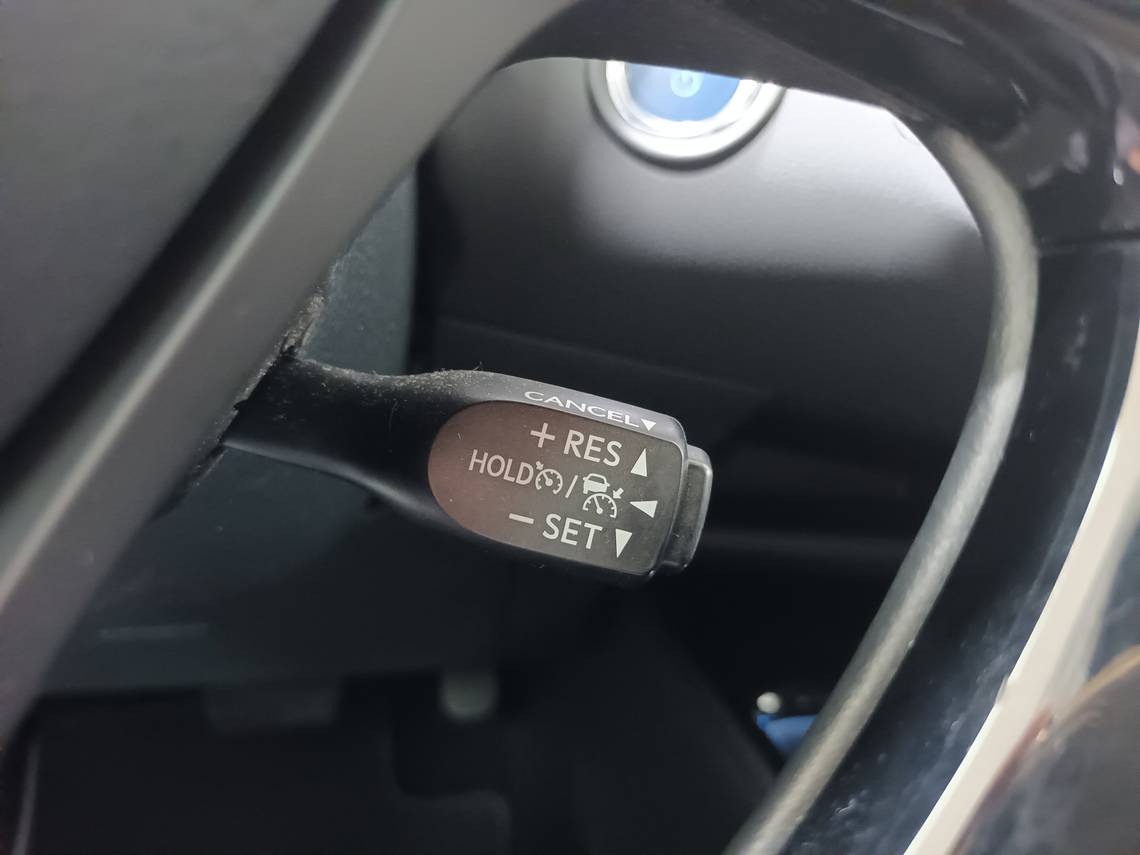 CANCEL▼
+ RES ▲
HOLD / ◀
− SET ▼